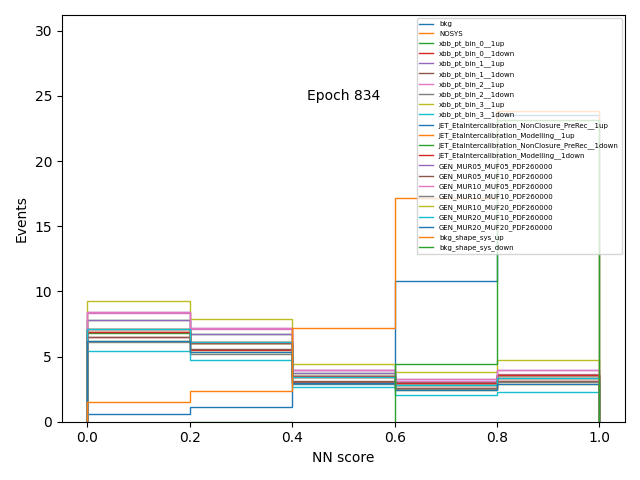 bkg
NOSYS
xbb_pt_bin_0__1up
xbb_pt_bin_0__1down
xbb_pt_bin_1__1up
xbb_pt_bin_1__1down
xbb_pt_bin_2__1up
xbb_pt_bin_2__1down
xbb_pt_bin_3__1up
xbb_pt_bin_3__1down
JET_EtaIntercalibration_NonClosure_PreRec__1up
JET_EtaIntercalibration_Modelling__1up
JET_EtaIntercalibration_NonClosure_PreRec__1down
JET_EtaIntercalibration_Modelling__1down
GEN_MUR05_MUF05_PDF260000
GEN_MUR05_MUF10_PDF260000
GEN_MUR10_MUF05_PDF260000
GEN_MUR10_MUF10_PDF260000
GEN_MUR10_MUF20_PDF260000
GEN_MUR20_MUF10_PDF260000
GEN_MUR20_MUF20_PDF260000
bkg_shape_sys_up
bkg_shape_sys_down
Epoch 834
Events
30
25
20
15
10
5
0
0.0 0.2 0.4 0.6 0.8 1.0
NN score